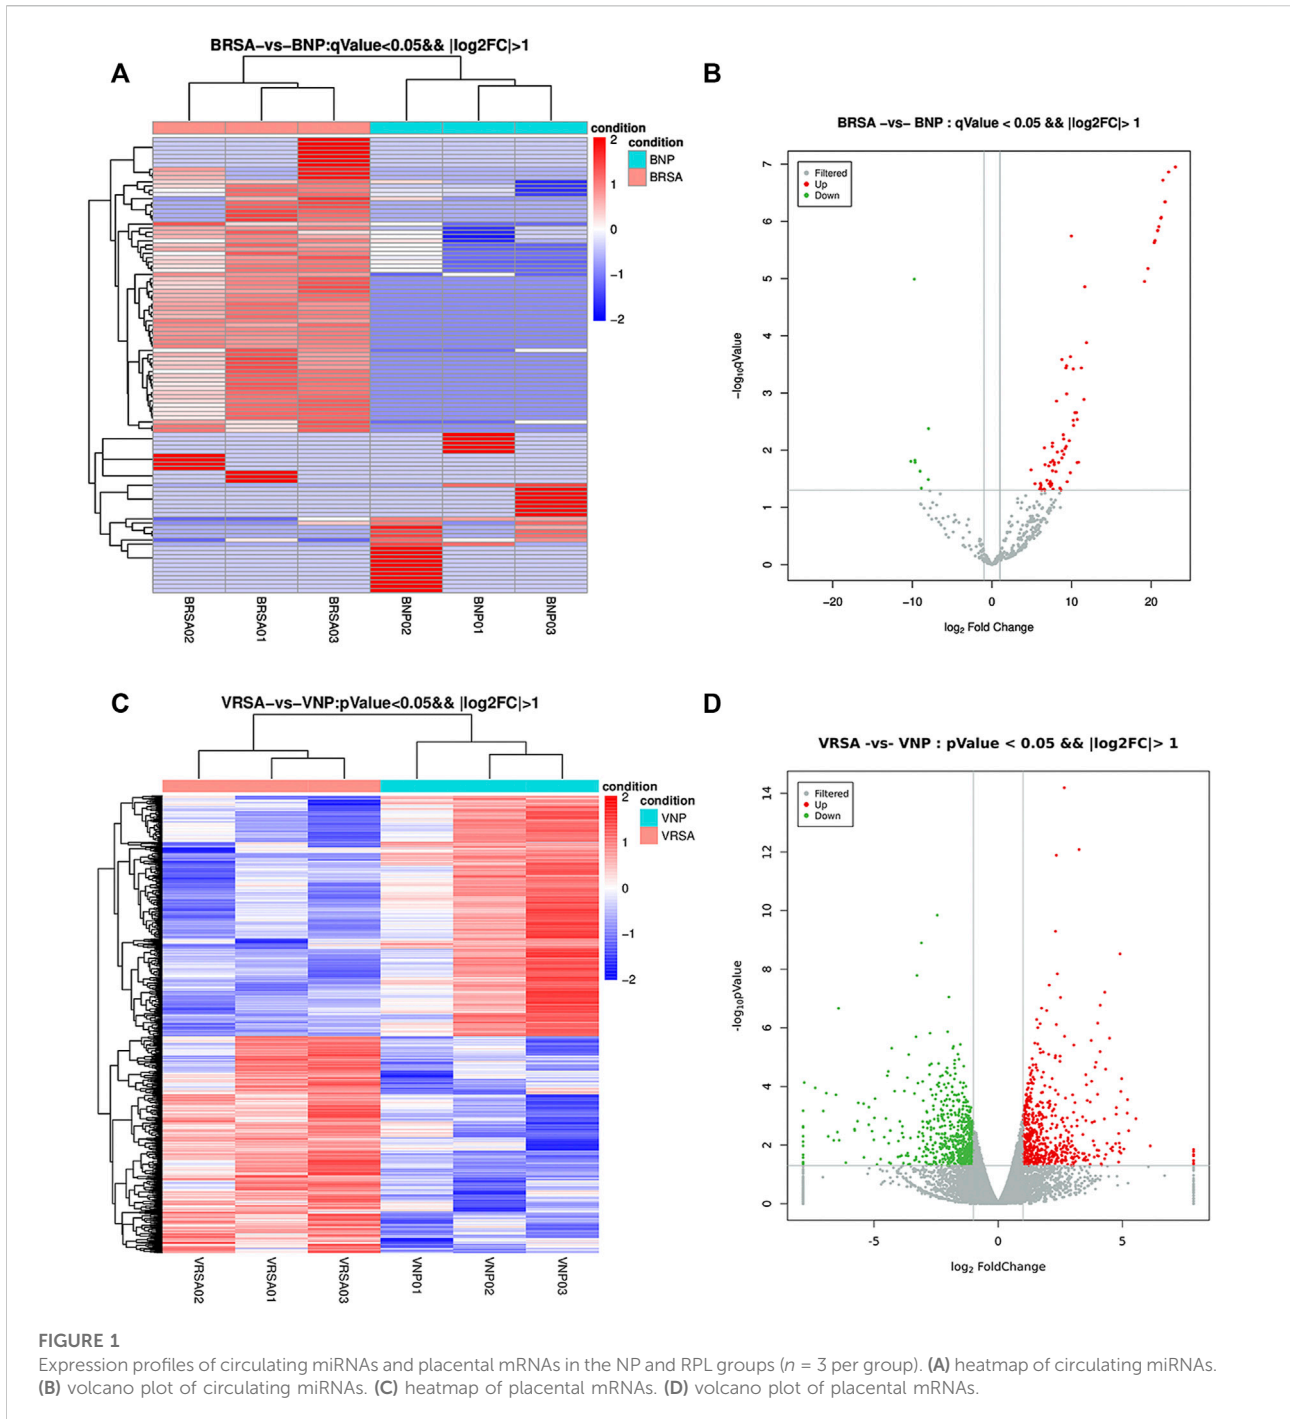 A
BRSA-vs-BNP:qValue<0.05&& |log2FC|>1
condition
2
1
0
-1
-2
condition
BNP
BRSA
BRSA02
BRSA01
BRSA03
BNP02
BNP01
BNP03
B
BRSA -vs- BNP : qValue < 0.05 && |log2FC|> 1
Filtered
Up
Down
-log10qValue
7
6
5
4
3
2
1
0
-20
-10
0
10
20
log2 Fold Change
C
VRSA-vs-VNP:pValue<0.05&& |log2FC|>1
condition
2
1
0
-1
-2
condition
VNP
VRSA
VRSA02
VRSA01
VRSA03
VNP01
VNP02
VNP03
D
VRSA -vs- VNP : pValue < 0.05 && |log2FC|> 1
Filtered
Up
Down
-log10pValue
14
12
10
8
6
4
2
0
-5
0
5
log2 FoldChange
FIGURE 1
Expression profiles of circulating miRNAs and placental mRNAs in the NP and RPL groups (n = 3 per group). (A) heatmap of circulating miRNAs.
(B) volcano plot of circulating miRNAs. (C) heatmap of placental mRNAs. (D) volcano plot of placental mRNAs.